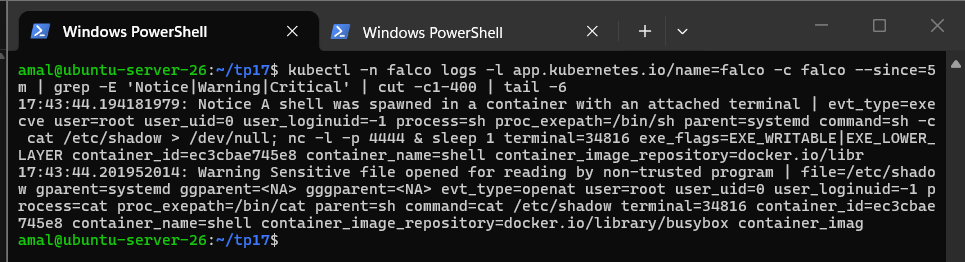 Windows PowerShell
Windows PowerShell
amal@ubuntu-server-26:~/tp17$ kubectl -n falco logs -l app.kubernetes.io/name=falco -c falco --since=5
m | grep -E 'Notice|Warning|Critical' | cut -c1-400 | tail -6
17:43:44.194181979: Notice A shell was spawned in a container with an attached terminal | evt_type=exe
cve user=root user_uid=0 user_loginuid=-1 process=sh proc_exepath=/bin/sh parent=systemd command=sh -c
 cat /etc/shadow > /dev/null; nc -l -p 4444 & sleep 1 terminal=34816 exe_flags=EXE_WRITABLE|EXE_LOWER_
LAYER container_id=ec3cbae745e8 container_name=shell container_image_repository=docker.io/libr
17:43:44.201952014: Warning Sensitive file opened for reading by non-trusted program | file=/etc/shado
w gparent=systemd ggparent=<NA> gggparent=<NA> evt_type=openat user=root user_uid=0 user_loginuid=-1 p
rocess=cat proc_exepath=/bin/cat parent=sh command=cat /etc/shadow terminal=34816 container_id=ec3cbae
745e8 container_name=shell container_image_repository=docker.io/library/busybox container_imag
amal@ubuntu-server-26:~/tp17$